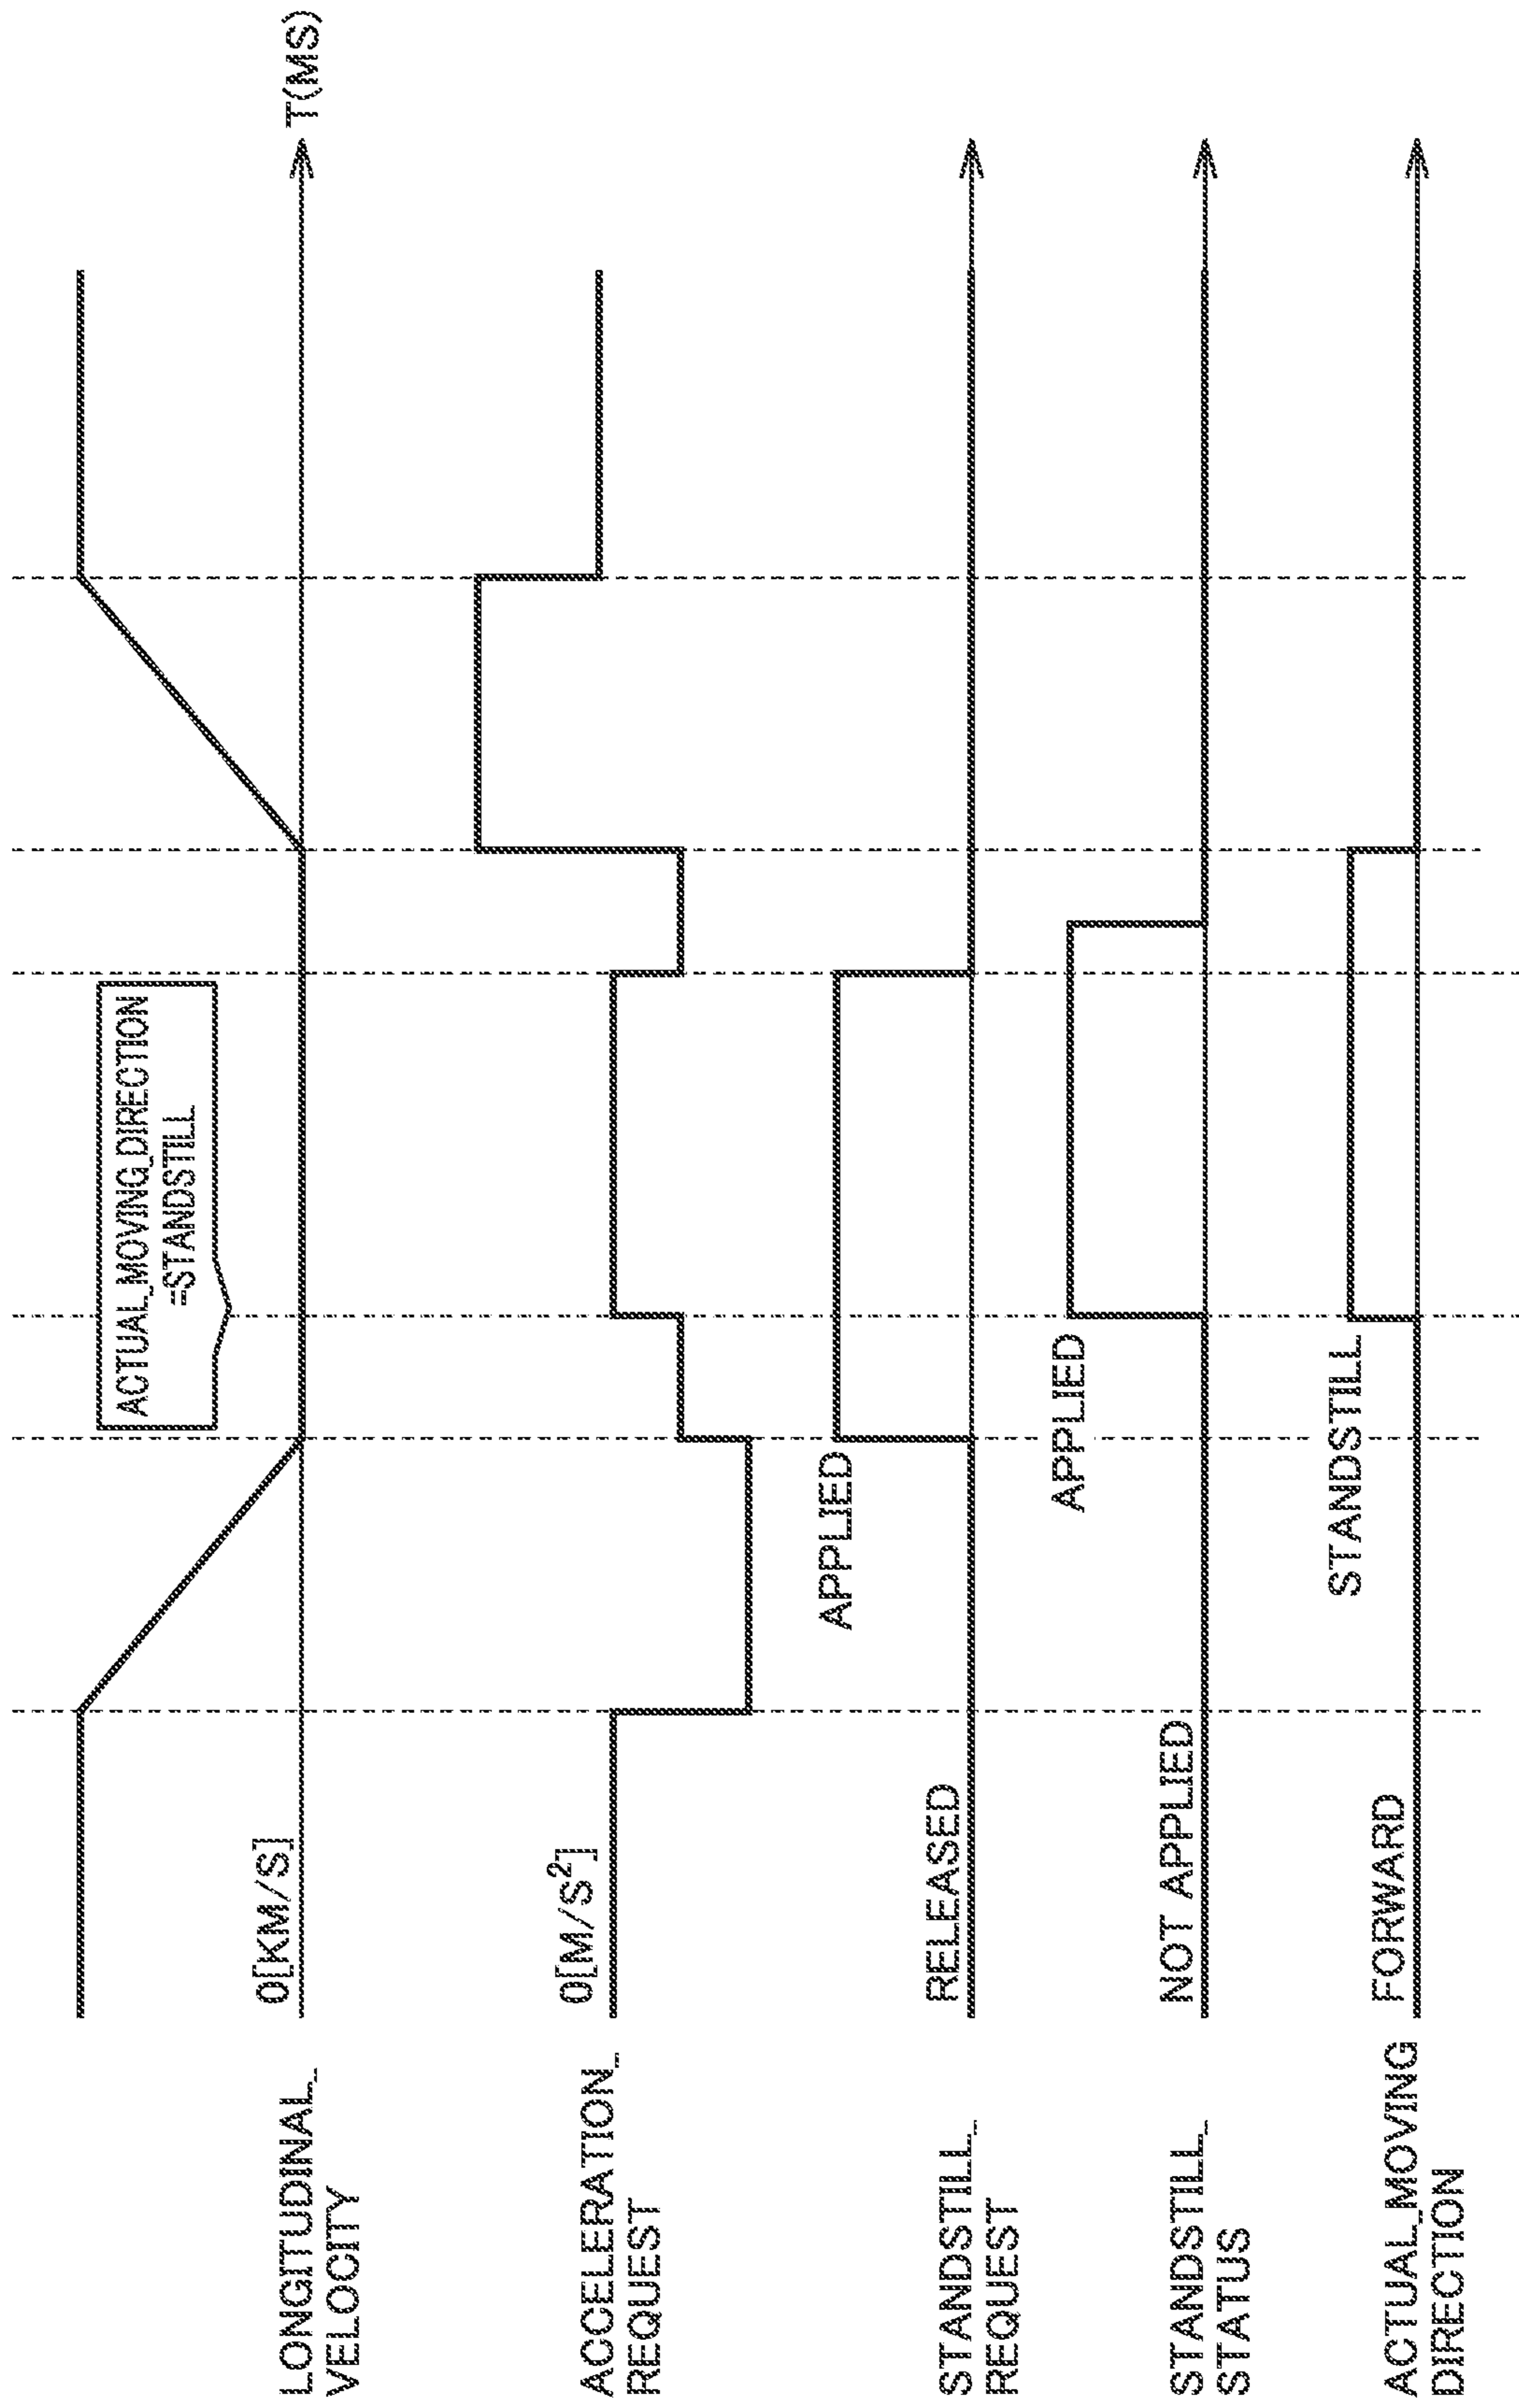 ACTUAL_MOVING_DIRECTION
=STANDSTILL
T(MS)
0[KM/S]
LONGITUDINAL_
VELOCITY
0[M/S²]
ACCELERATION_
REQUEST
APPLIED
RELEASED
STANDSTILL_
REQUEST
APPLIED
NOT APPLIED
STANDSTILL_
STATUS
STANDSTILL
FORWARD
ACTUAL_MOVING
DIRECTION